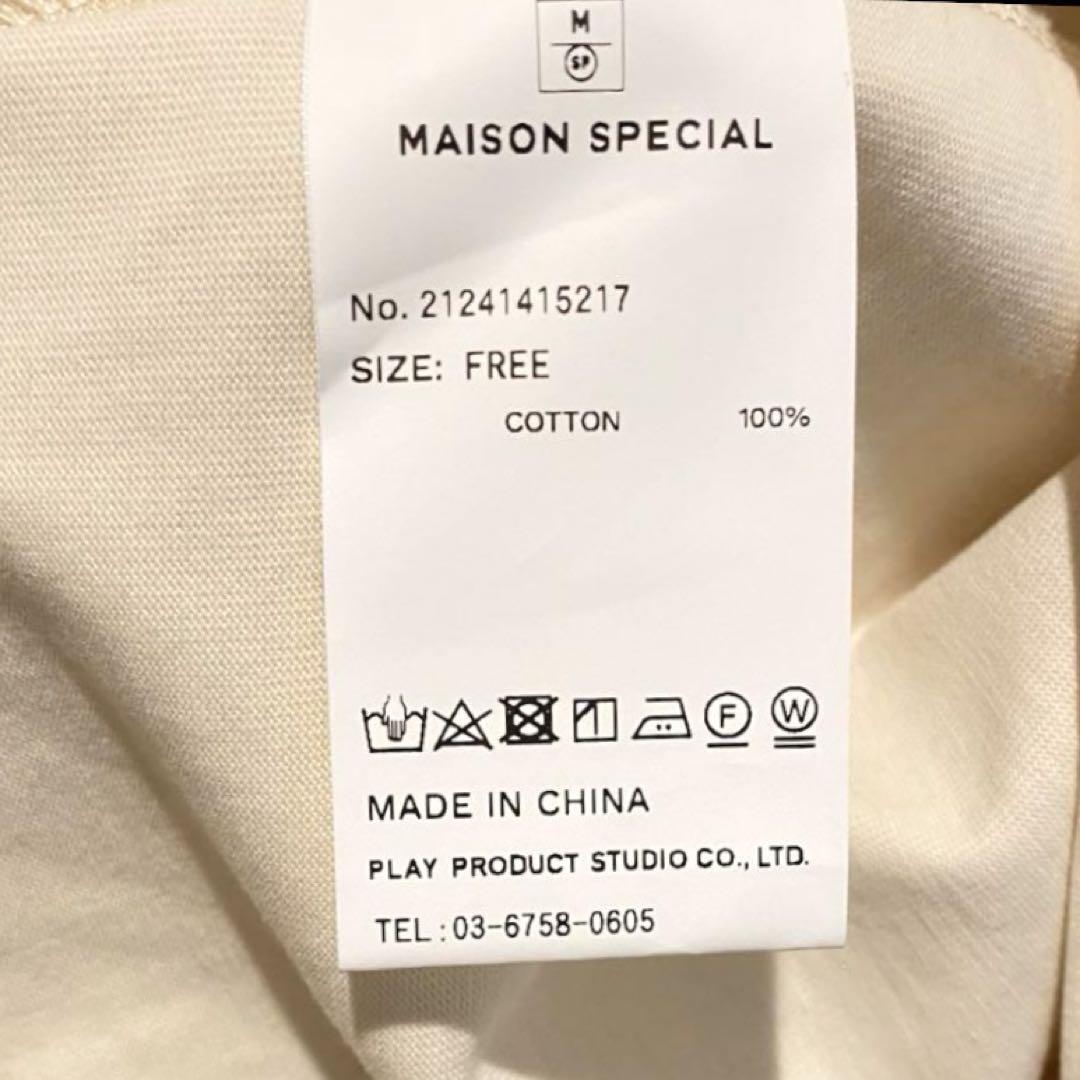 M
SP
MAISON SPECIAL
No. 21241415217
SIZE: FREE
COTTON 100%
F W
MADE IN CHINA
PLAY PRODUCT STUDIO CO., LTD.
TEL : 03-6758-0605